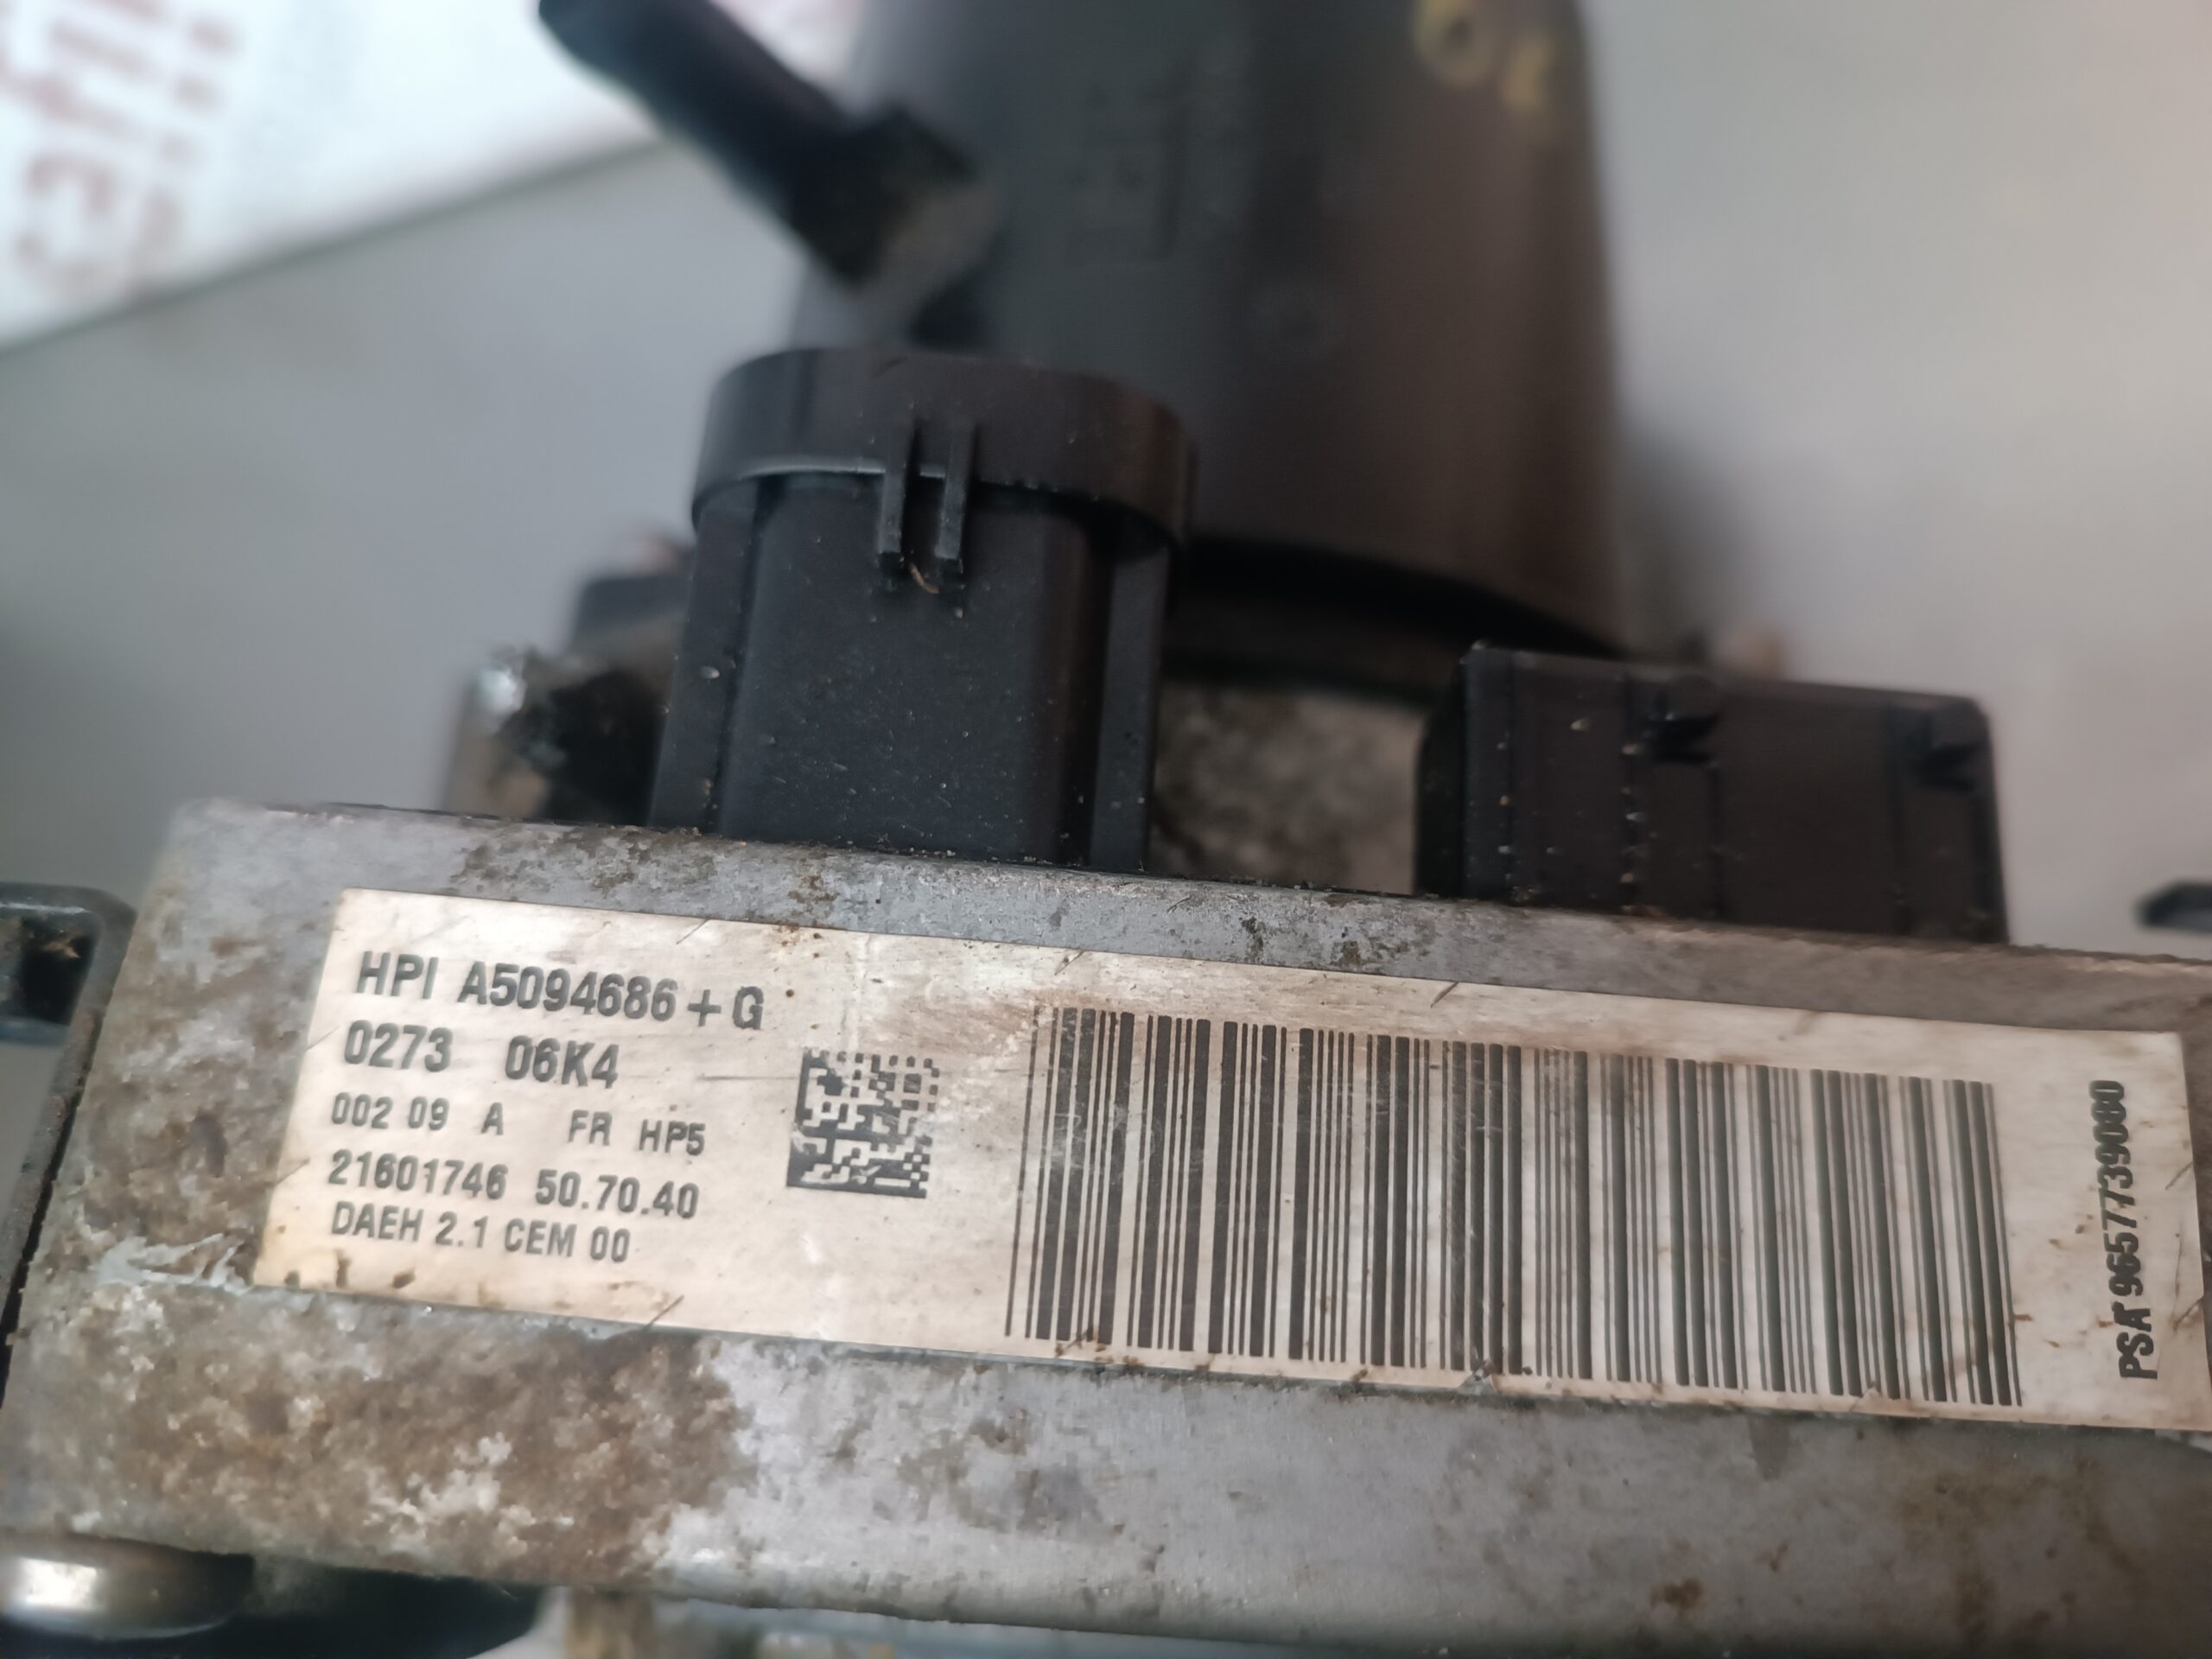 HPI A5094686+G
0273 06K4
002 09 A FR HP5
21601746 50.70.40
DAEH 2.1 CEM 00
PSA 9657739080